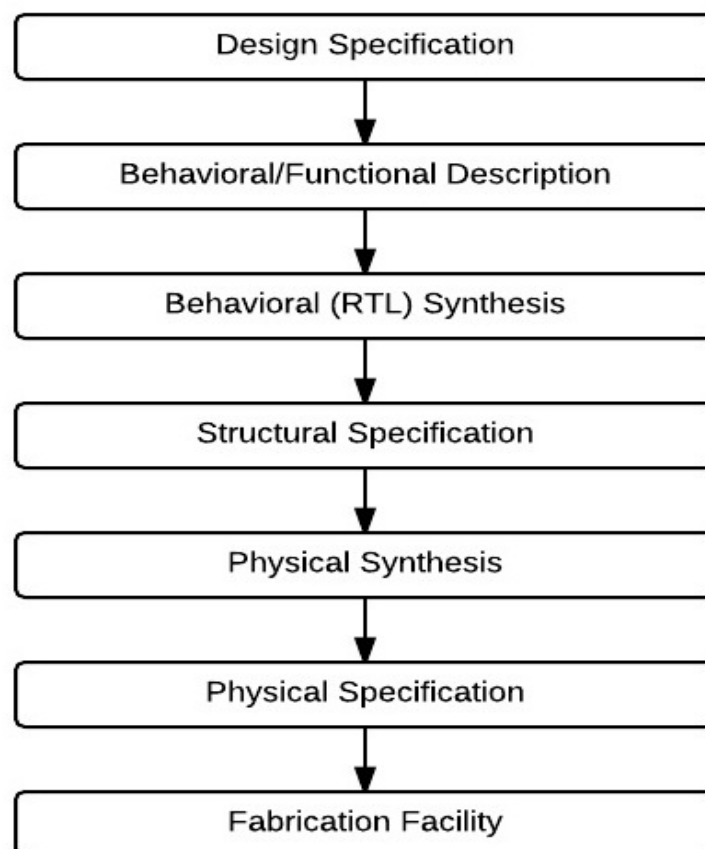 Design Specification
Behavioral/Functional Description
Behavioral (RTL) Synthesis
Structural Specification
Physical Synthesis
Physical Specification
Fabrication Facility